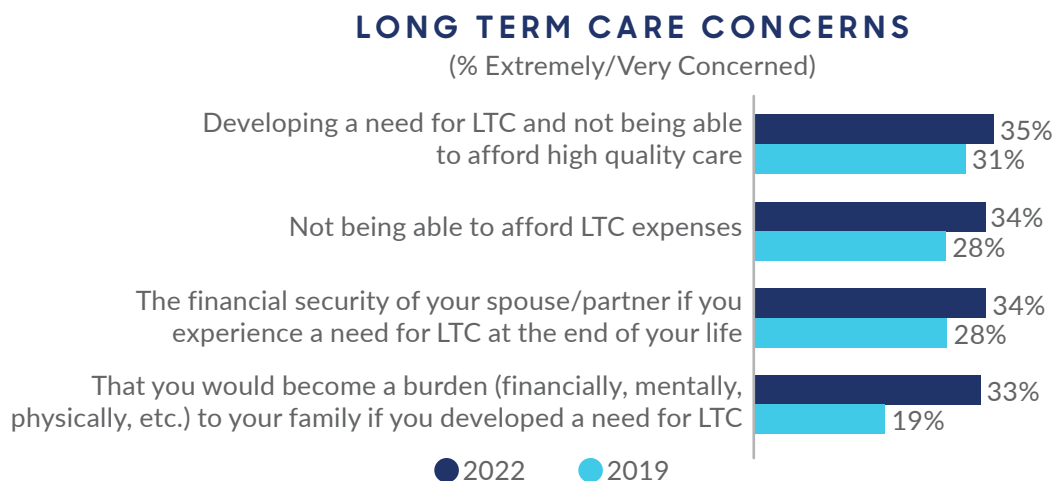 LONG TERM CARE CONCERNS
(% Extremely/Very Concerned)
Developing a need for LTC and not being able
to afford high quality care
35%
31%
Not being able to afford LTC expenses
34%
28%
The financial security of your spouse/partner if you
experience a need for LTC at the end of your life
34%
28%
That you would become a burden (financially, mentally,
physically, etc.) to your family if you developed a need for LTC
33%
19%
2022 2019